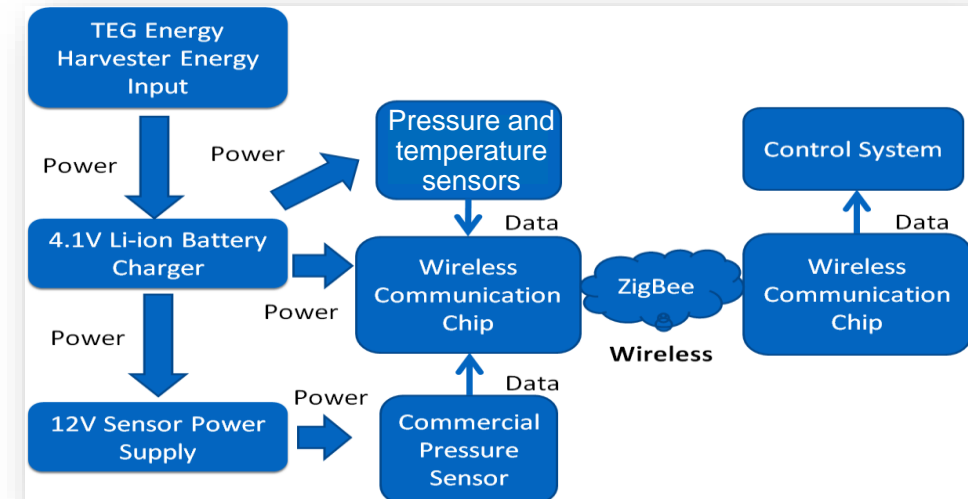 TEG Energy
Harvester Energy
Input
Power
Power
Pressure and
temperature
sensors
Control System
Data
Data
4.1V Li-ion Battery
Charger
Power
Wireless
Communication
Chip
ZigBee
Wireless
Wireless
Communication
Chip
Power
Power
Data
12V Sensor Power
Supply
Commercial
Pressure
Sensor